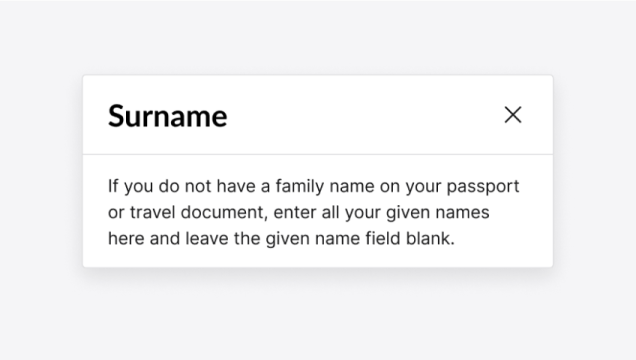 Surname
If you do not have a family name on your passport
or travel document, enter all your given names
here and leave the given name field blank.